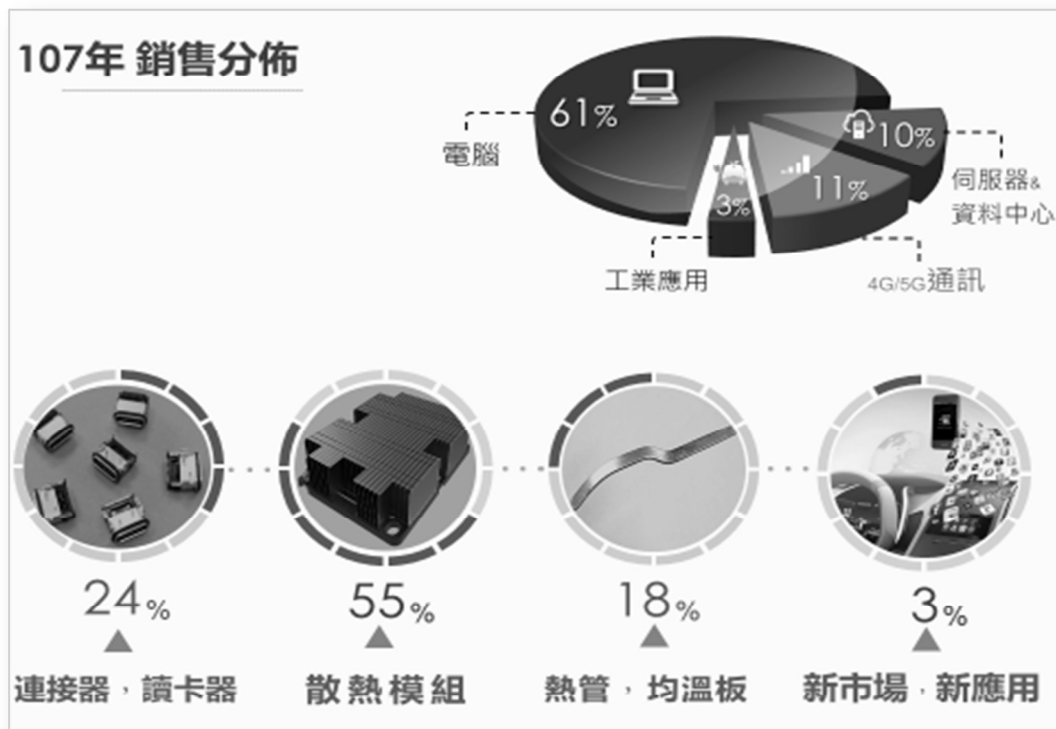 107年 銷售分佈
61%
電腦
10%
伺服器&
資料中心
11%
4G/5G通訊
3%
工業應用
24%
55%
18%
3%
連接器，讀卡器
散熱模組
熱管，均溫板
新市場，新應用